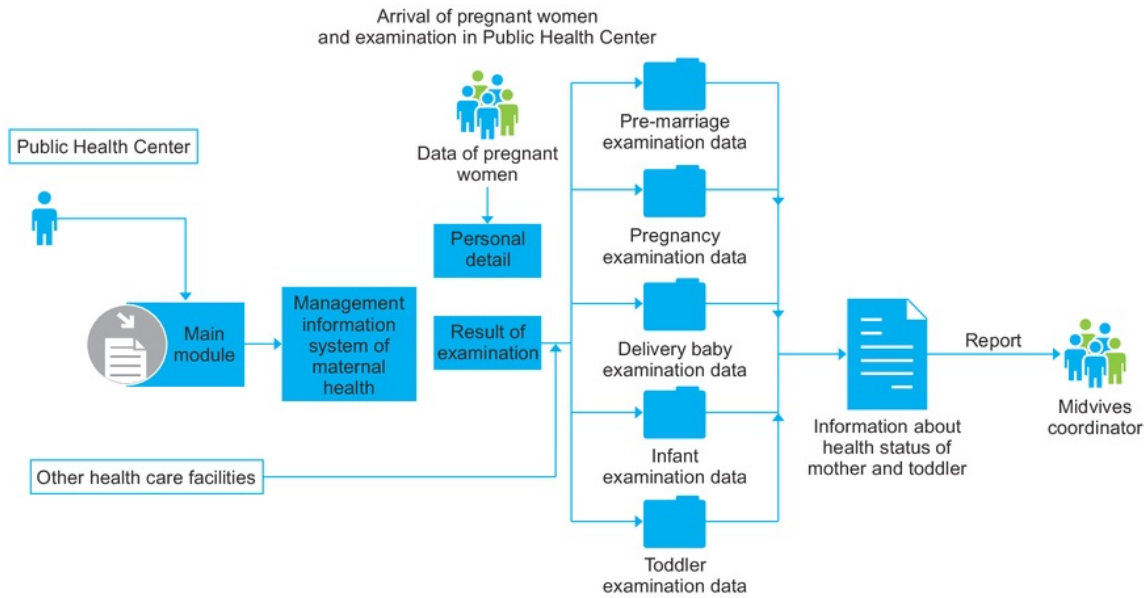 Arrival of pregnant women
and examination in Public Health Center
Public Health Center
Data of pregnant
women
Personal
detail
Main
module
Management
information
system of
maternal
health
Result of
examination
Other health care facilities
Pre-marriage
examination data
Pregnancy
examination data
Delivery baby
examination data
Infant
examination data
Toddler
examination data
Information about
health status of
mother and toddler
Report
Midvives
coordinator